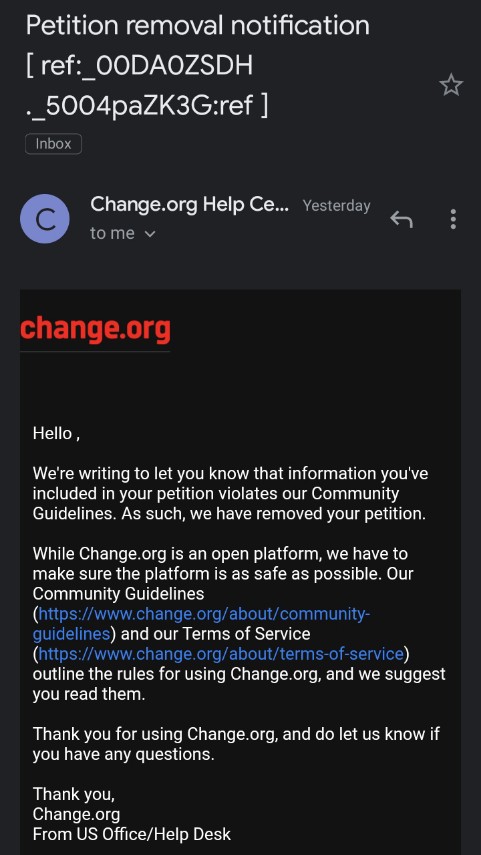 Petition removal notification
[ ref:_00DA0ZSDH
._5004paZK3G:ref ]
Inbox
C
Change.org Help Ce... Yesterday
to me
change.org
Hello ,
We're writing to let you know that information you've
included in your petition violates our Community
Guidelines. As such, we have removed your petition.
While Change.org is an open platform, we have to
make sure the platform is as safe as possible. Our
Community Guidelines
(https://www.change.org/about/community-
guidelines) and our Terms of Service
(https://www.change.org/about/terms-of-service)
outline the rules for using Change.org, and we suggest
you read them.
Thank you for using Change.org, and do let us know if
you have any questions.
Thank you,
Change.org
From US Office/Help Desk